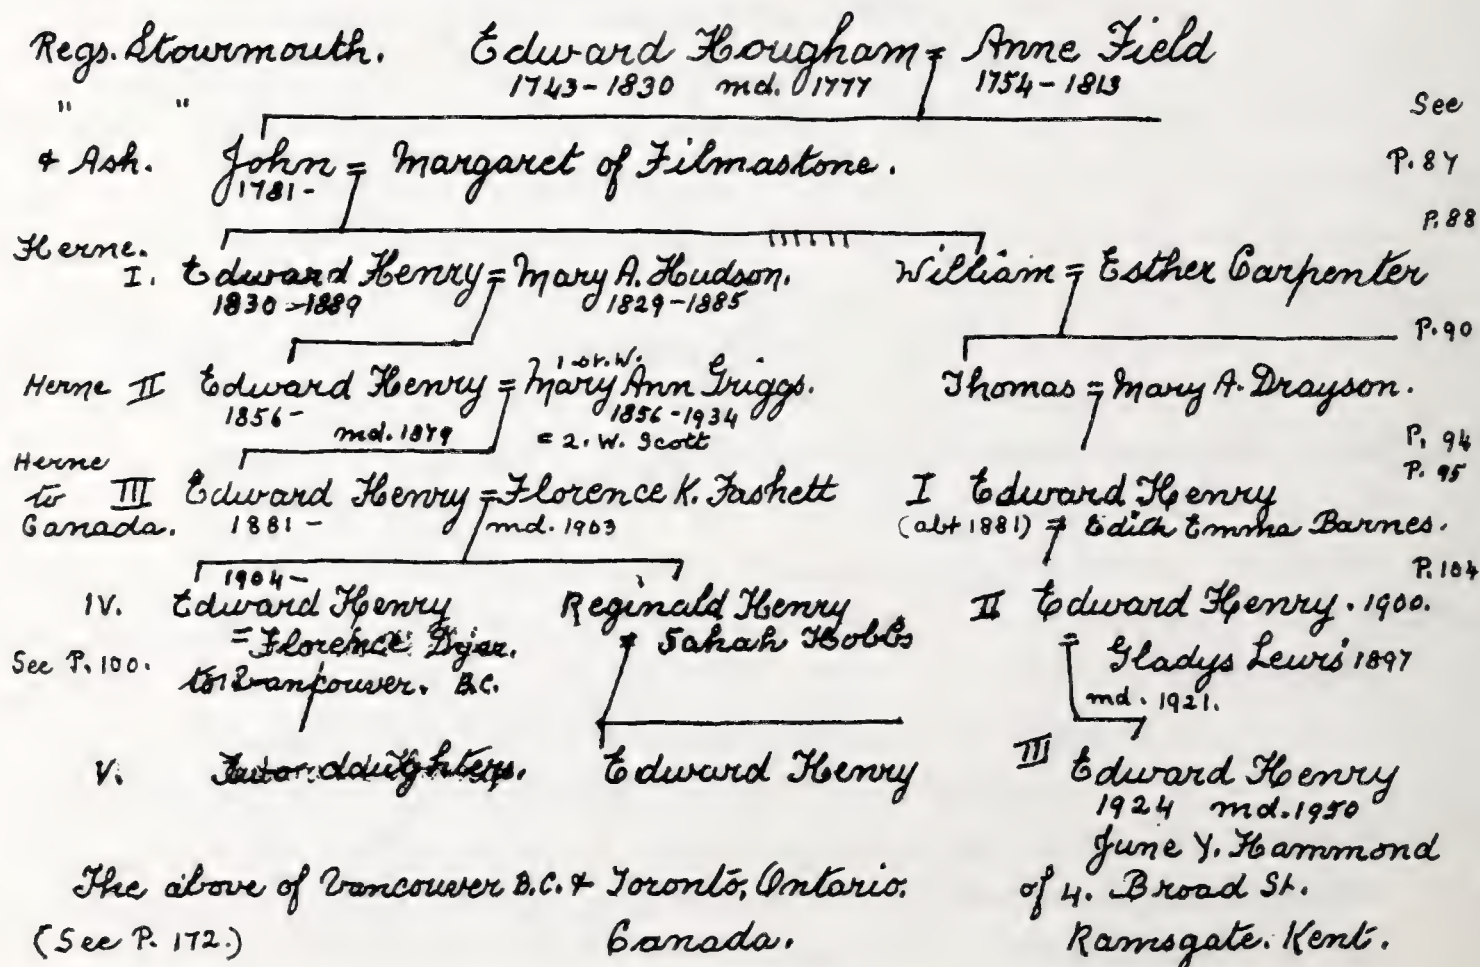 Regs. Stourmouth. Edward Hougham = Anne Field
1743-1830 md. 1777 1754-1813
" " See
& Ash. John = Margaret of Filmastone. P. 87
1781-
P. 88
Herne.
I. Edward Henry = Mary A. Hudson. William = Esther Carpenter
1830-1889 1829-1885
P. 90
1st. W.
Herne II Edward Henry = Mary Ann Griggs. Thomas = Mary A. Drayson.
1856- md. 1879 1856-1934
= 2. W. Scott P. 94
Herne P. 95
to III Edward Henry = Florence K. Fashett I Edward Henry
Canada. 1881- md. 1903 (abt 1881) = Edith Emma Barnes.
1904- P. 104
IV. Edward Henry Reginald Henry II Edward Henry. 1900.
= Florence Dyer. = Sahah Hobbs = Gladys Lewis 1897
See P. 100. Vancouver. B.C. md. 1921.
V. daughters. Edward Henry III Edward Henry
1924 md. 1950
June Y. Hammond
The above of Vancouver B.C. & Toronto, Ontario. of 4. Broad St.
(See P. 172.) Canada. Ramsgate. Kent.